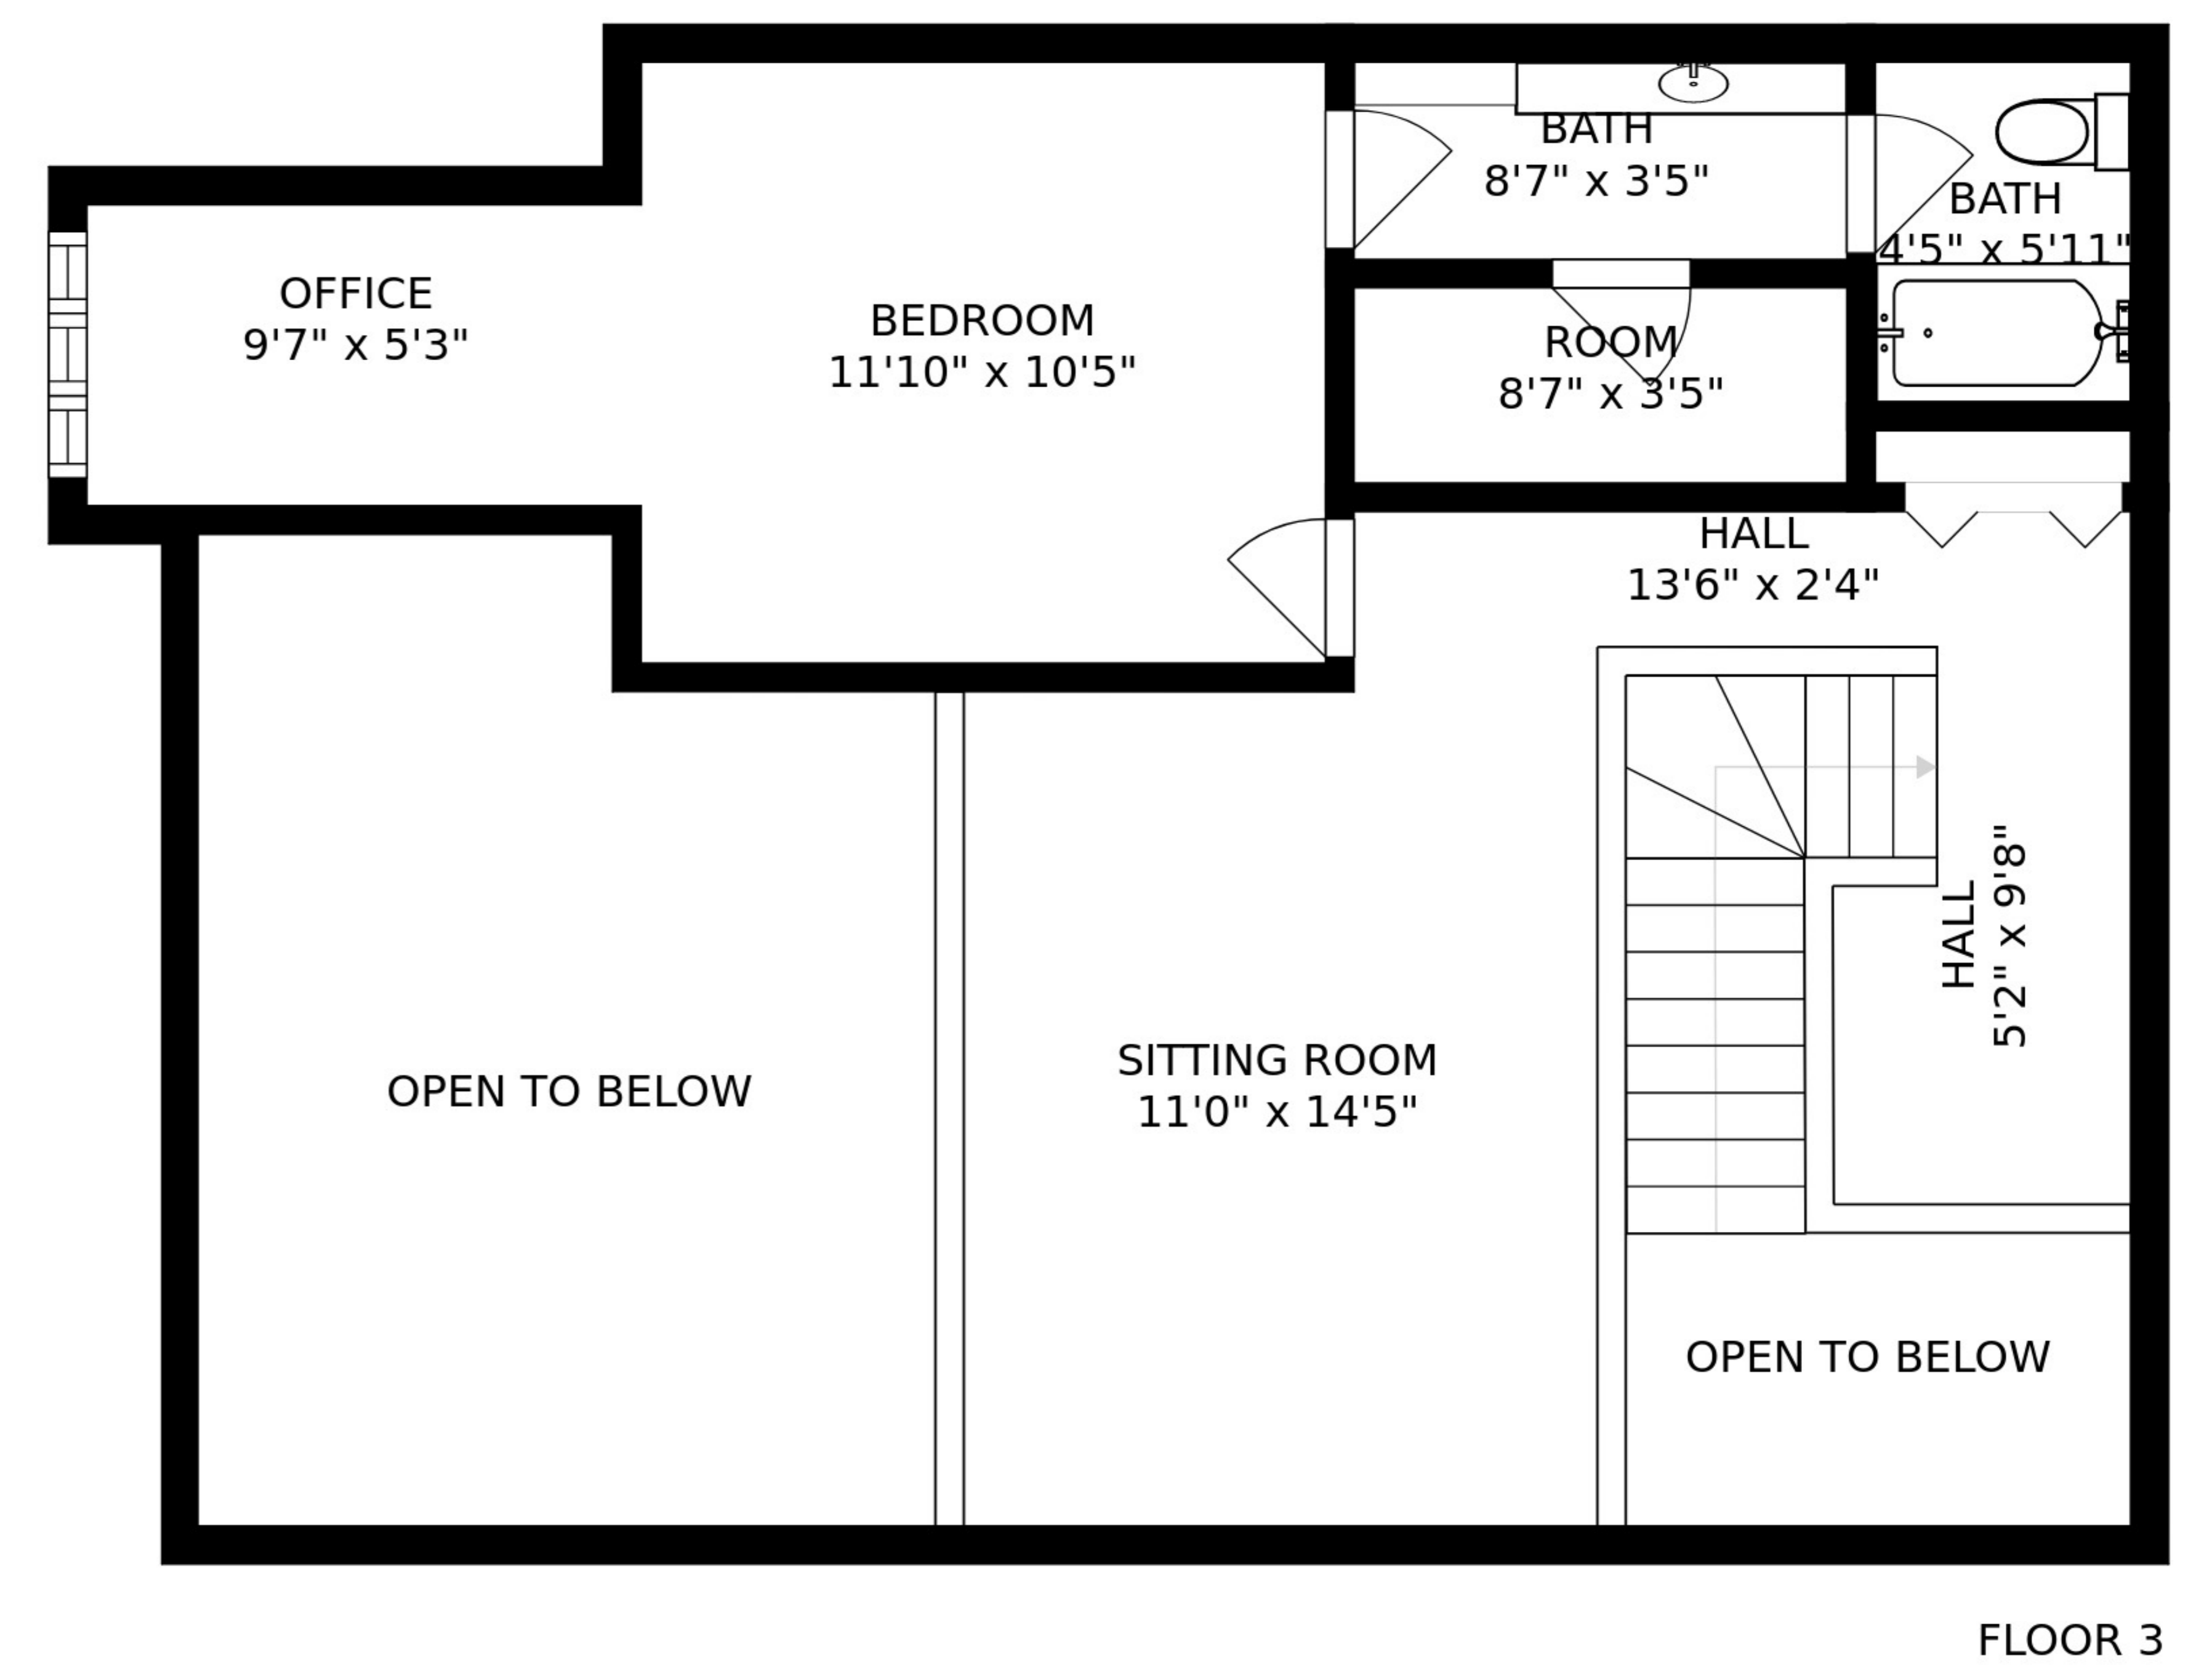 BATH
8'7" x 3'5"
BATH
4'5" x 5'11"
OFFICE
9'7" x 5'3"
BEDROOM
11'10" x 10'5"
ROOM
8'7" x 3'5"
HALL
13'6" x 2'4"
HALL
5'2" x 9'8"
SITTING ROOM
11'0" x 14'5"
OPEN TO BELOW
OPEN TO BELOW
FLOOR 3